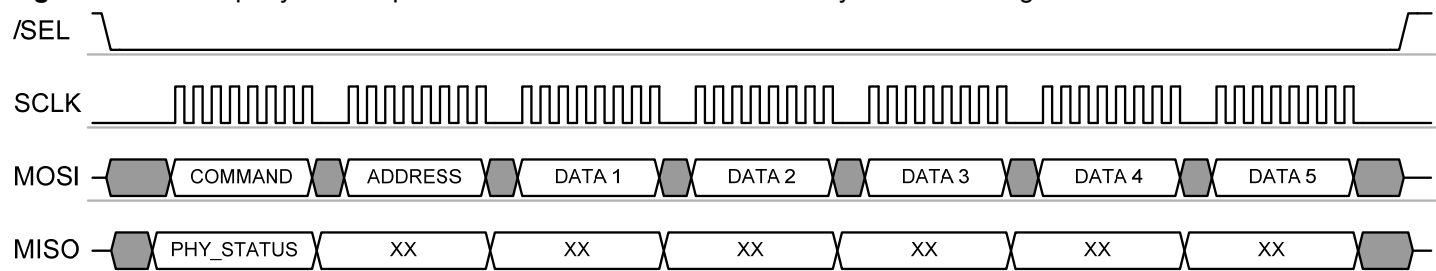 /SEL
SCLK
MOSI COMMAND ADDRESS DATA 1 DATA 2 DATA 3 DATA 4 DATA 5
MISO PHY_STATUS XX XX XX XX XX XX